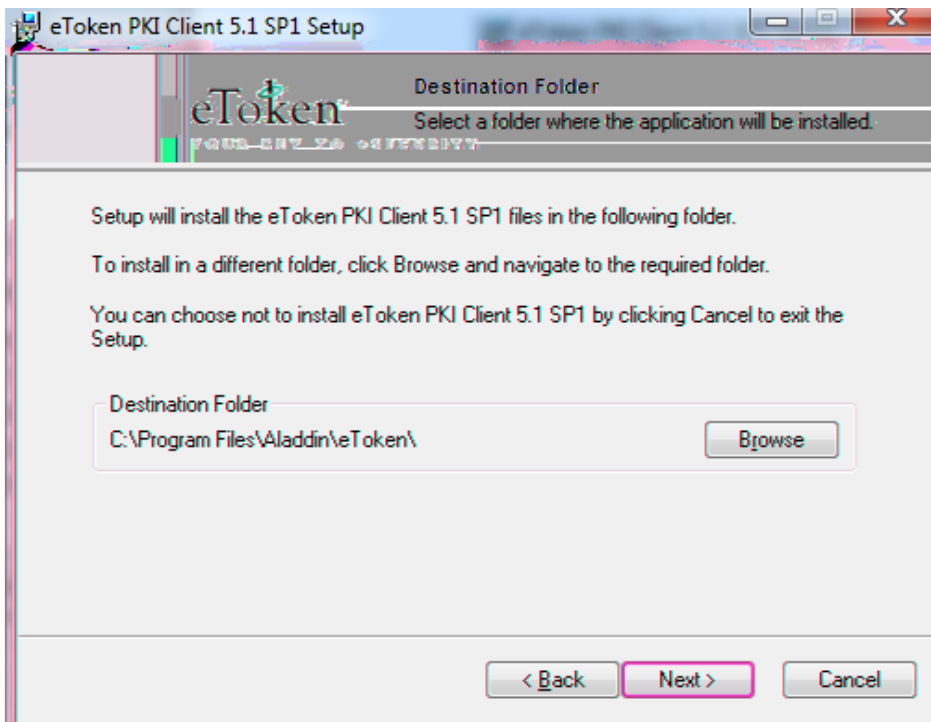 eToken PKI Client 5.1 SP1 Setup
eToken
Destination Folder
Select a folder where the application will be installed.
Setup will install the eToken PKI Client 5.1 SP1 files in the following folder.
To install in a different folder, click Browse and navigate to the required folder.
You can choose not to install eToken PKI Client 5.1 SP1 by clicking Cancel to exit the
Setup.
Destination Folder
C:\Program Files\Aladdin\eToken\
Browse
< Back
Next >
Cancel